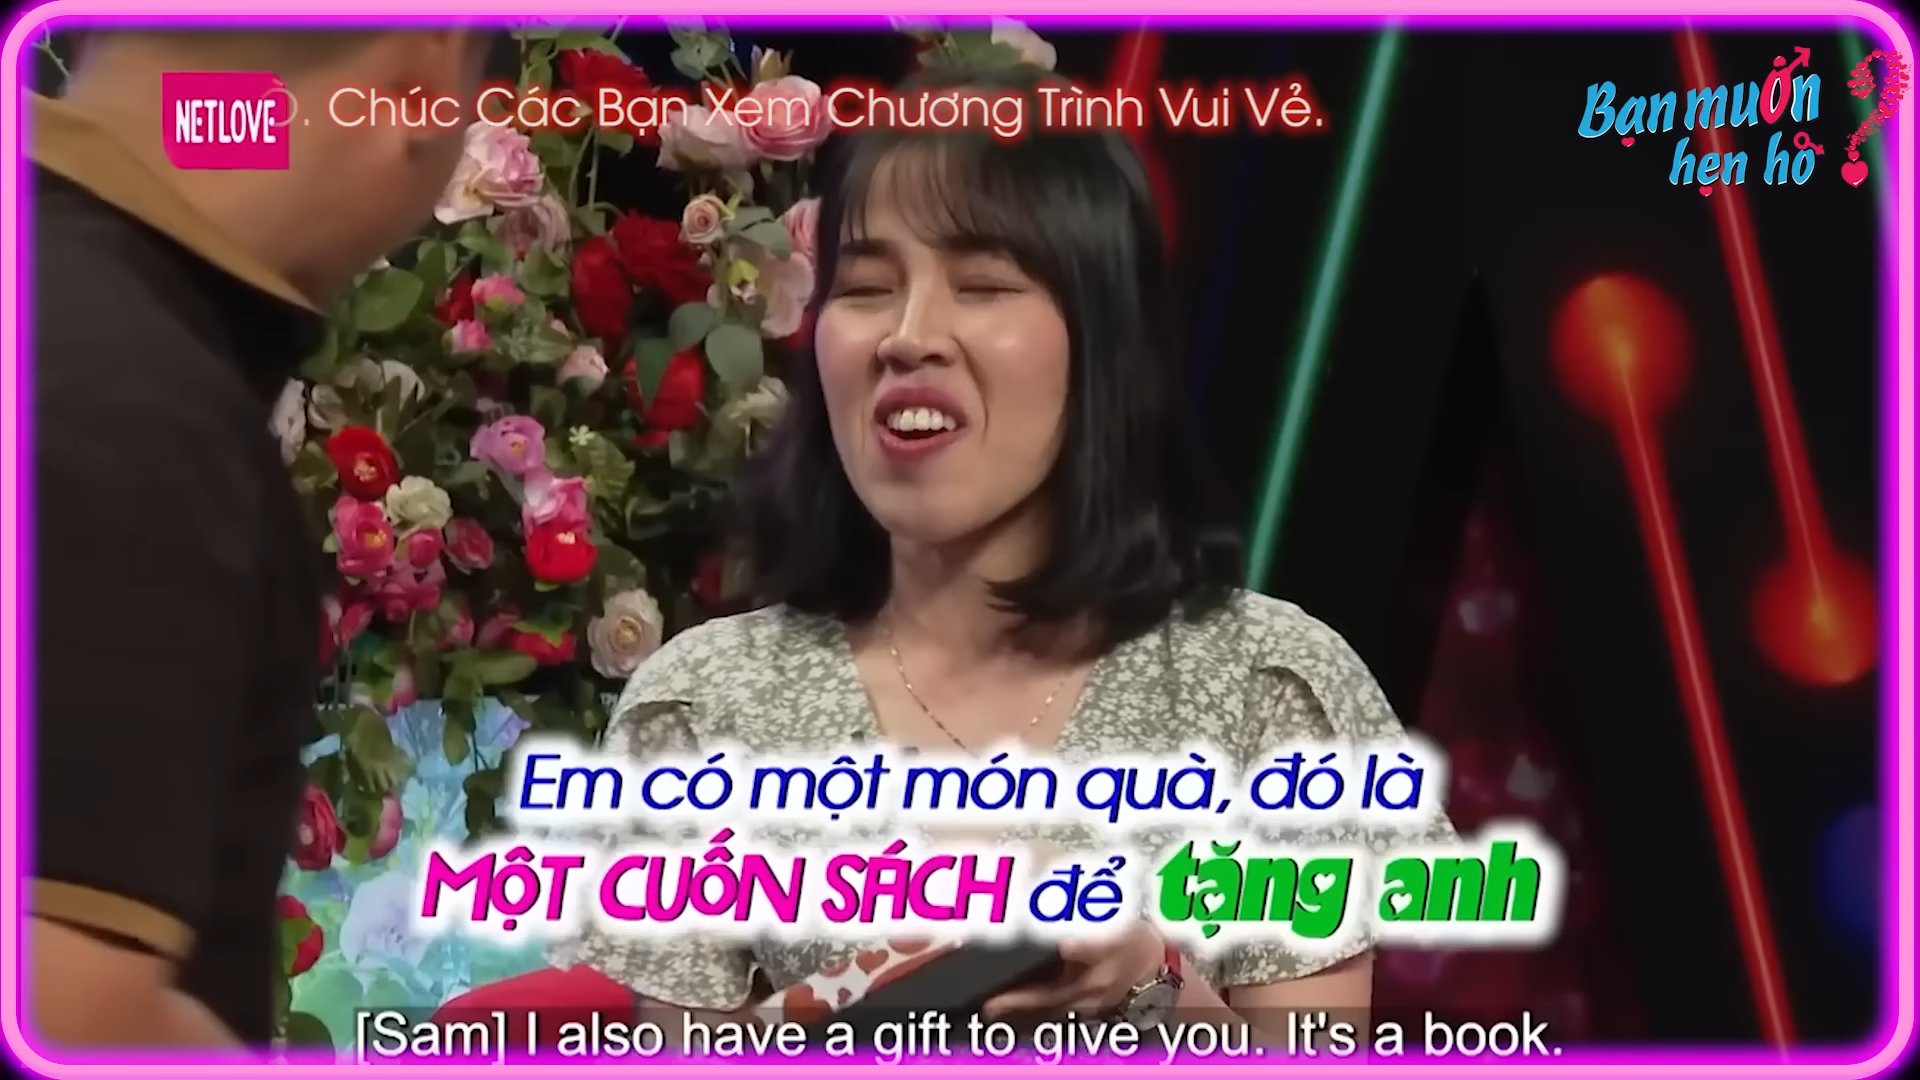 NETLOVE
. Chúc Các Bạn Xem Chương Trình Vui Vẻ.
Bạn muốn
hẹn hò
Em có một món quà, đó là
MỘT CUỐN SÁCH để tặng anh
[Sam] I also have a gift to give you. It's a book.